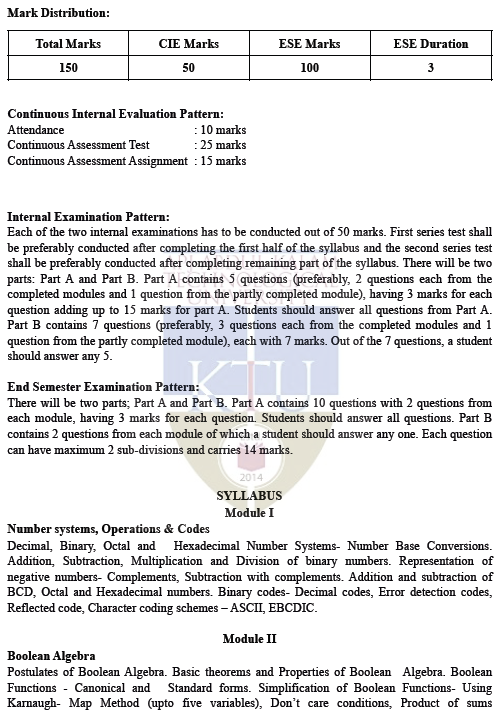 Mark Distribution:
Total Marks CIE Marks ESE Marks ESE Duration
150 50 100 3
Continuous Internal Evaluation Pattern:
Attendance : 10 marks
Continuous Assessment Test : 25 marks
Continuous Assessment Assignment : 15 marks
Internal Examination Pattern:
Each of the two internal examinations has to be conducted out of 50 marks. First series test shall
be preferably conducted after completing the first half of the syllabus and the second series test
shall be preferably conducted after completing remaining part of the syllabus. There will be two
parts: Part A and Part B. Part A contains 5 questions (preferably, 2 questions each from the
completed modules and 1 question from the partly completed module), having 3 marks for each
question adding up to 15 marks for part A. Students should answer all questions from Part A.
Part B contains 7 questions (preferably, 3 questions each from the completed modules and 1
question from the partly completed module), each with 7 marks. Out of the 7 questions, a student
should answer any 5.
End Semester Examination Pattern:
There will be two parts; Part A and Part B. Part A contains 10 questions with 2 questions from
each module, having 3 marks for each question. Students should answer all questions. Part B
contains 2 questions from each module of which a student should answer any one. Each question
can have maximum 2 sub-divisions and carries 14 marks.
KTU
2014
SYLLABUS
Module I
Number systems, Operations & Codes
Decimal, Binary, Octal and Hexadecimal Number Systems- Number Base Conversions.
Addition, Subtraction, Multiplication and Division of binary numbers. Representation of
negative numbers- Complements, Subtraction with complements. Addition and subtraction of
BCD, Octal and Hexadecimal numbers. Binary codes- Decimal codes, Error detection codes,
Reflected code, Character coding schemes – ASCII, EBCDIC.
Module II
Boolean Algebra
Postulates of Boolean Algebra. Basic theorems and Properties of Boolean Algebra. Boolean
Functions - Canonical and Standard forms. Simplification of Boolean Functions- Using
Karnaugh- Map Method (upto five variables), Don't care conditions, Product of sums